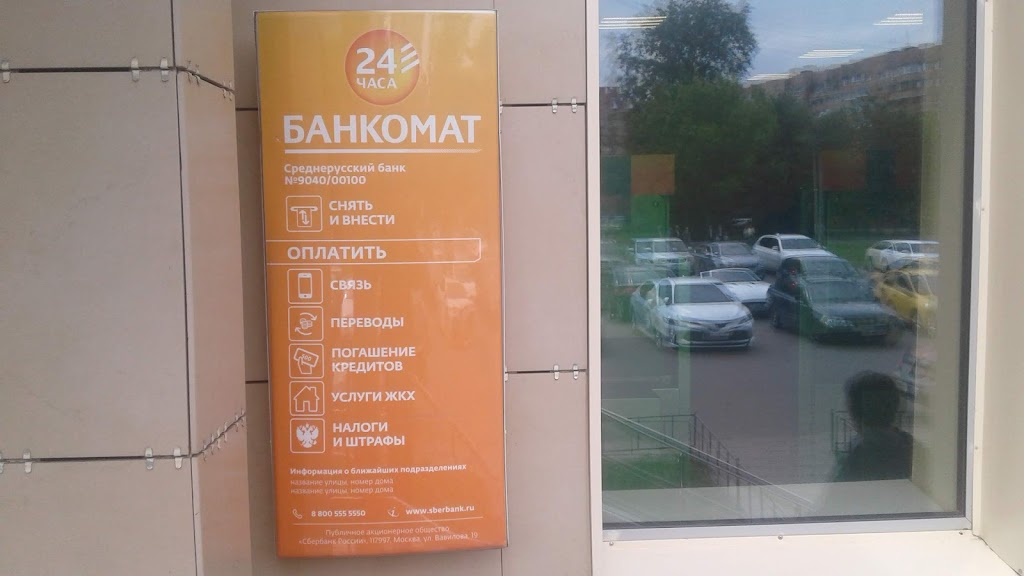 24
ЧАСА
БАНКОМАТ
Среднерусский банк
№9040/00100
СНЯТЬ
И ВНЕСТИ
ОПЛАТИТЬ
СВЯЗЬ
ПЕРЕВОДЫ
ПОГАШЕНИЕ
КРЕДИТОВ
УСЛУГИ ЖКХ
НАЛОГИ
И ШТРАФЫ
Информация о ближайших подразделениях
название улицы, номер дома
название улицы, номер дома
8 800 555 5550 www.sberbank.ru
Публичное акционерное общество
«Сбербанк России», 117997, Москва, ул. Вавилова, 19